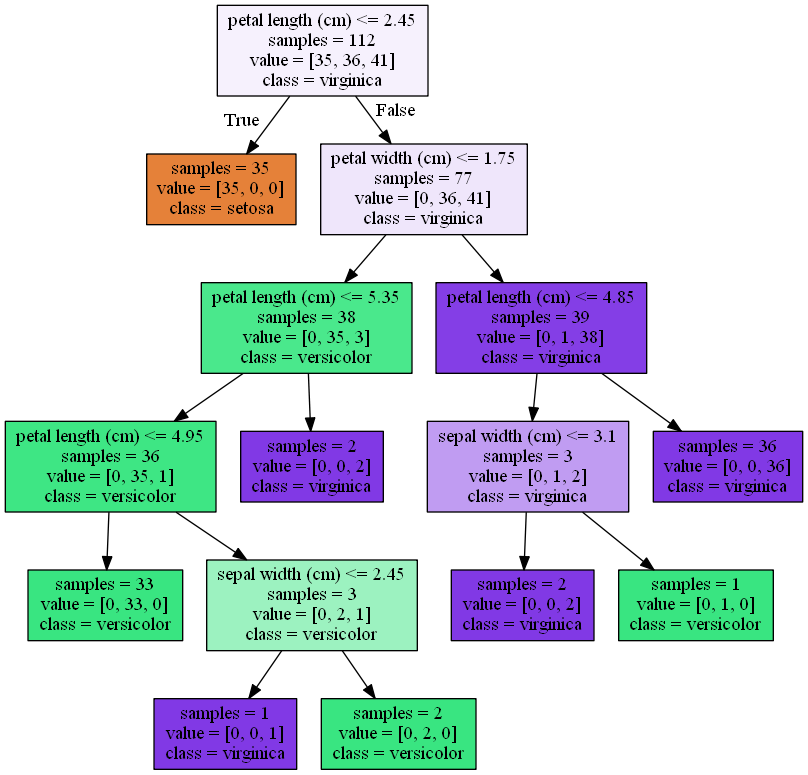 petal length (cm) <= 2.45
samples = 112
value = [35, 36, 41]
class = virginica
True
False
samples = 35
value = [35, 0, 0]
class = setosa
petal width (cm) <= 1.75
samples = 77
value = [0, 36, 41]
class = virginica
petal length (cm) <= 5.35
samples = 38
value = [0, 35, 3]
class = versicolor
petal length (cm) <= 4.85
samples = 39
value = [0, 1, 38]
class = virginica
petal length (cm) <= 4.95
samples = 36
value = [0, 35, 1]
class = versicolor
samples = 2
value = [0, 0, 2]
class = virginica
sepal width (cm) <= 3.1
samples = 3
value = [0, 1, 2]
class = virginica
samples = 36
value = [0, 0, 36]
class = virginica
samples = 33
value = [0, 33, 0]
class = versicolor
sepal width (cm) <= 2.45
samples = 3
value = [0, 2, 1]
class = versicolor
samples = 2
value = [0, 0, 2]
class = virginica
samples = 1
value = [0, 1, 0]
class = versicolor
samples = 1
value = [0, 0, 1]
class = virginica
samples = 2
value = [0, 2, 0]
class = versicolor